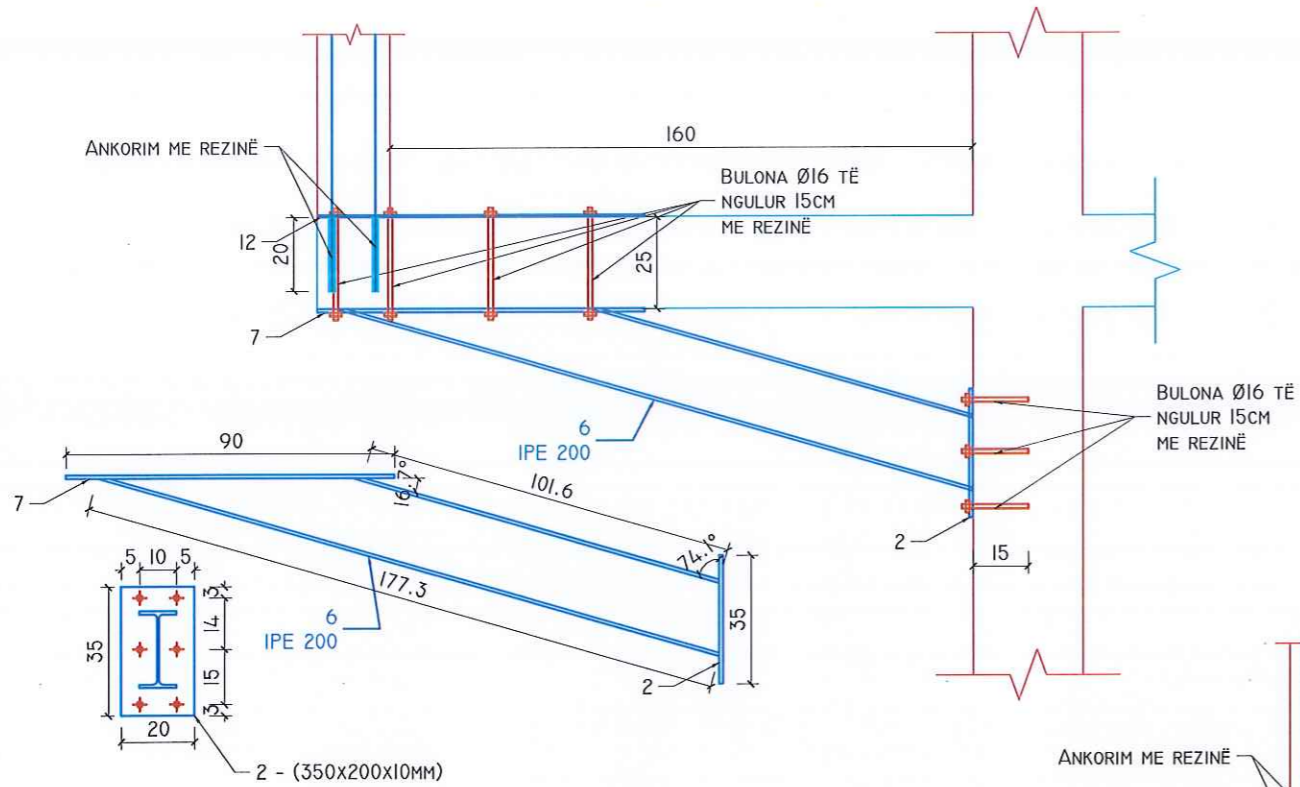 ANKORIM ME REZINË
160
BULONA Ø16 TË
NGULUR 15CM
ME REZINË
12
20
25
7
6
IPE 200
BULONA Ø16 TË
NGULUR 15CM
ME REZINË
2
15
90
16.7°
101.6
7
74.1°
177.3
35
6
IPE 200
2
5 10 5
3
14
35
15
3
20
2 - (350X200X10MM)
ANKORIM ME REZINË